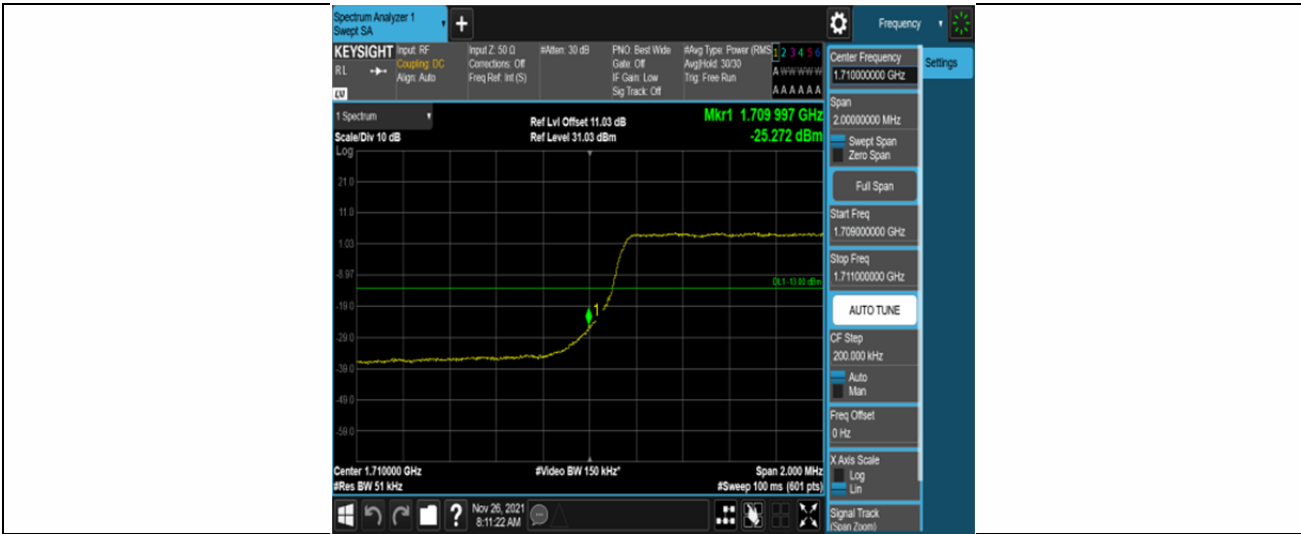 Spectrum Analyzer 1
Swept SA
+
Frequency
KEYSIGHT
R L
Input: RF
Coupling: DC
Align: Auto
Input Z: 50 Ω
Corrections: Off
Freq Ref: Int (S)
#Atten: 30 dB
PNO: Best Wide
Gate: Off
IF Gain: Low
Sig Track: Off
#Avg Type: Power (RMS
Avg|Hold: 30/30
Trig: Free Run
1 2 3 4 5 6
A W W W W W
A A A A A A
1 Spectrum
Scale/Div 10 dB
Log
Ref Lvl Offset 11.03 dB
Ref Level 31.03 dBm
Mkr1 1.709 997 GHz
-25.272 dBm
21.0
11.0
1.03
-8.97
-19.0
-29.0
-39.0
-49.0
-59.0
DL1 -13.00 dBm
1
Center 1.710000 GHz
#Res BW 51 kHz
#Video BW 150 kHz*
Span 2.000 MHz
#Sweep 100 ms (601 pts)
Nov 26, 2021
8:11:22 AM
?
Settings
Center Frequency
1.710000000 GHz
Span
2.00000000 MHz
Swept Span
Zero Span
Full Span
Start Freq
1.709000000 GHz
Stop Freq
1.711000000 GHz
AUTO TUNE
CF Step
200.000 kHz
Auto
Man
Freq Offset
0 Hz
X Axis Scale
Log
Lin
Signal Track
(Span Zoom)